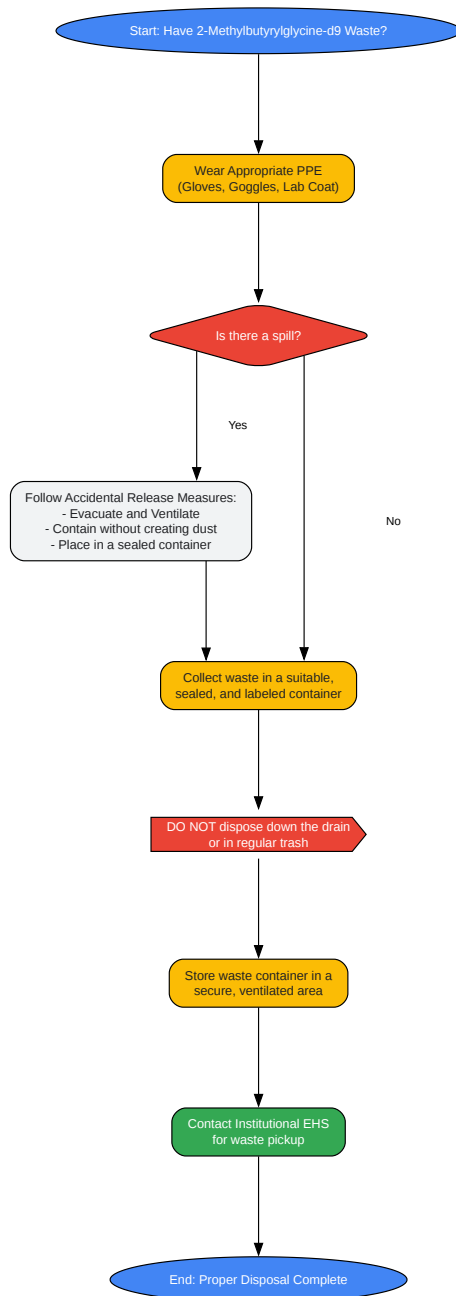 Start: Have 2-Methylbutyrylglycine-d9 Waste?
Wear Appropriate PPE
(Gloves, Goggles, Lab Coat)
Is there a spill?
Yes
Follow Accidental Release Measures:
- Evacuate and Ventilate
- Contain without creating dust
- Place in a sealed container
No
Collect waste in a suitable,
sealed, and labeled container
DO NOT dispose down the drain
or in regular trash
Store waste container in a
secure, ventilated area
Contact Institutional EHS
for waste pickup
End: Proper Disposal Complete